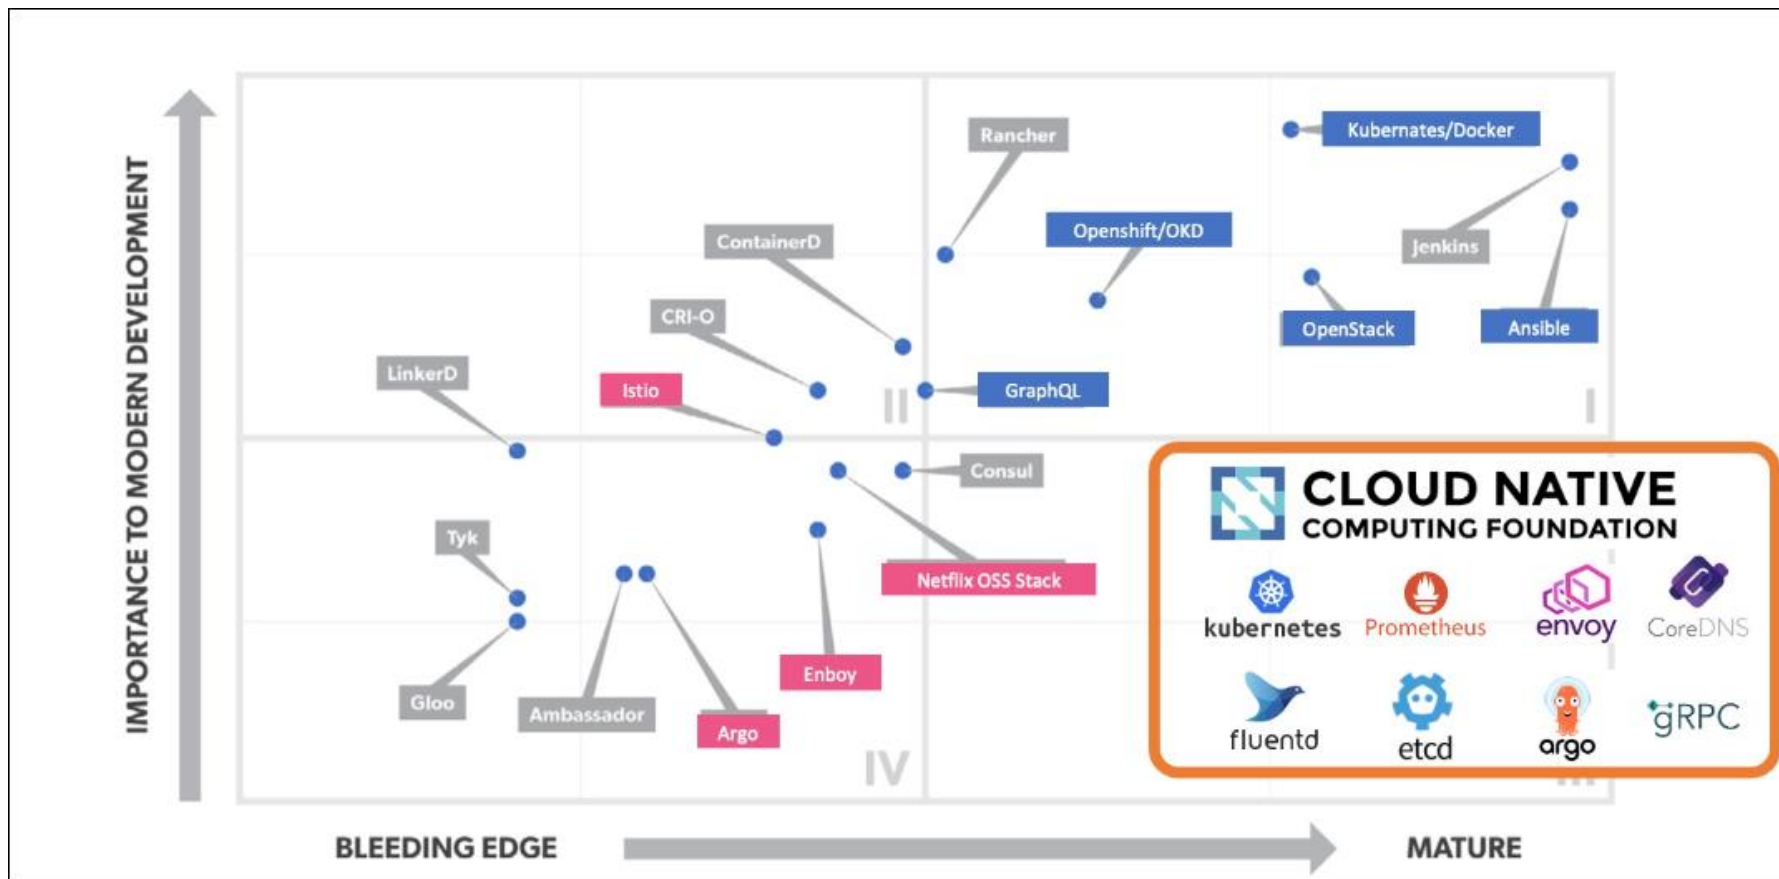 IMPORTANCE TO MODERN DEVELOPMENT
Rancher
Kubernates/Docker
ContainerD
Openshift/OKD
Jenkins
CRI-O
OpenStack
Ansible
LinkerD
Istio
II
GraphQL
I
Consul
CLOUD NATIVE
COMPUTING FOUNDATION
Tyk
Netflix OSS Stack
kubernetes
Prometheus
envoy
CoreDNS
Enboy
Gloo
Ambassador
Argo
fluentd
etcd
argo
gRPC
IV
BLEEDING EDGE
MATURE